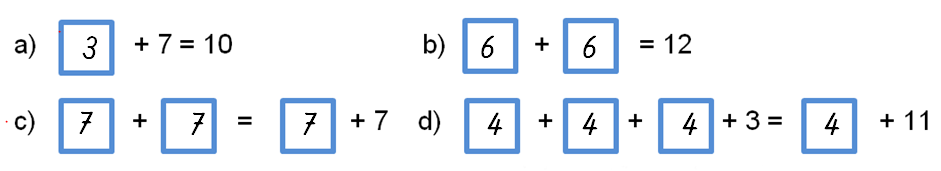 a) 3 + 7 = 10 b) 6 + 6 = 12
c) 7 + 7 = 7 + 7 d) 4 + 4 + 4 + 3 = 4 + 11